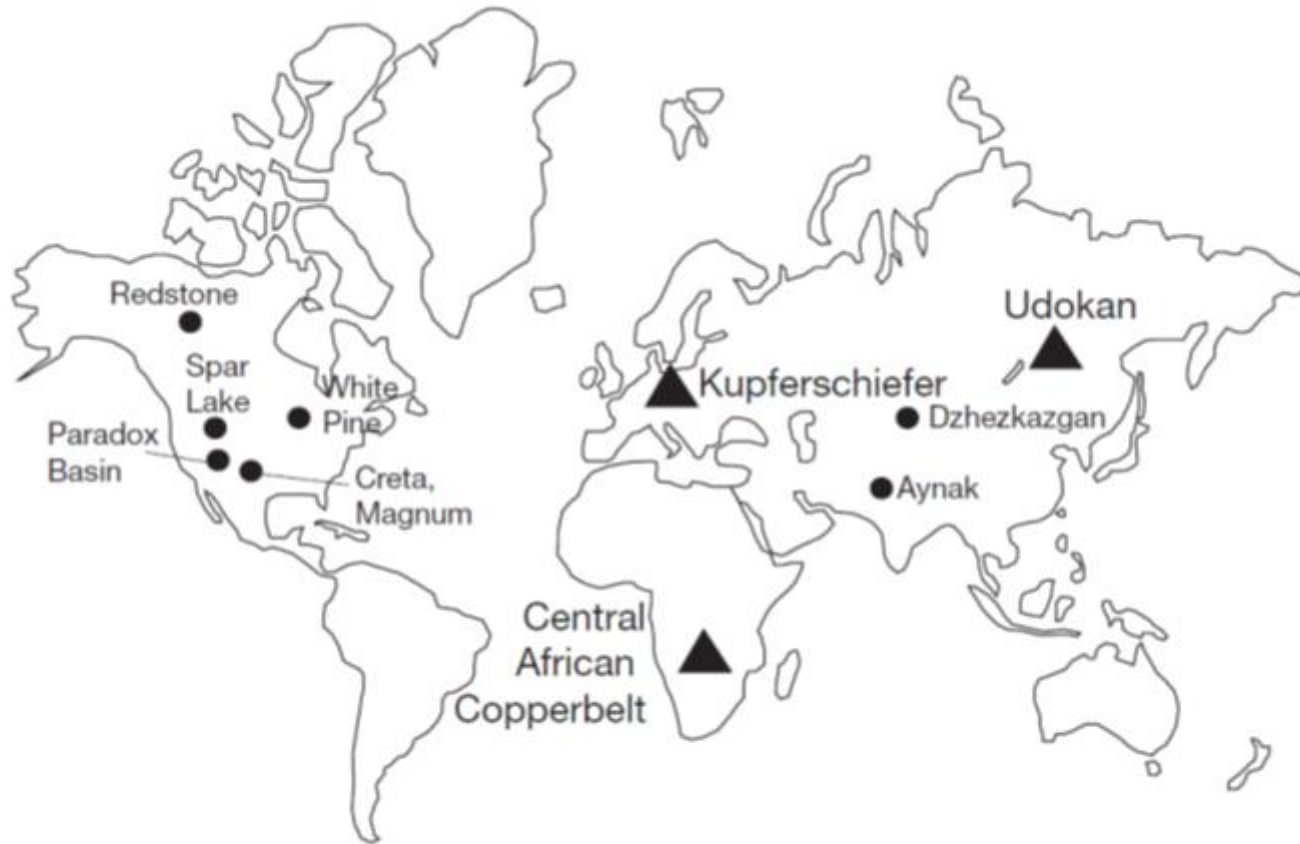 Redstone
Udokan
Spar
Lake
White
Pine
Kupferschiefer
Dzhezkazgan
Paradox
Basin
Creta,
Magnum
Aynak
Central
African
Copperbelt